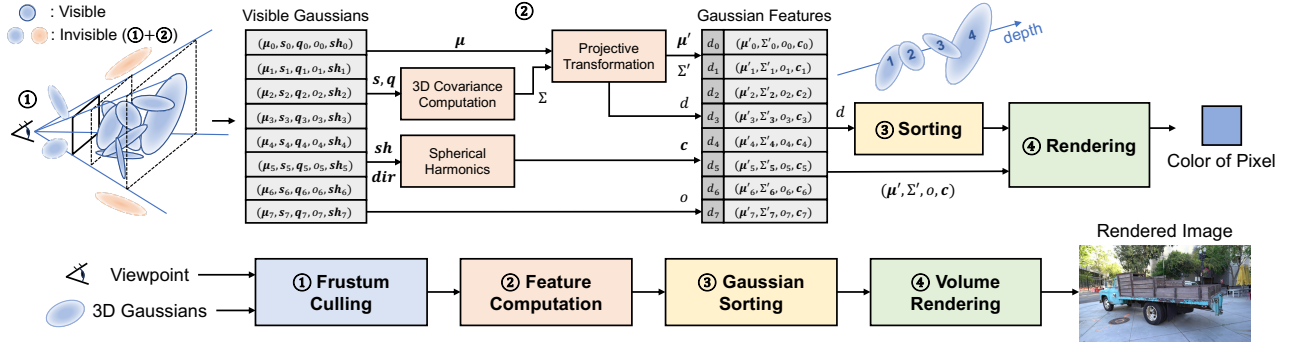 : Visible
: Invisible (①+②)
①
Visible Gaussians
(μ₀, s₀, q₀, o₀, sh₀)
(μ₁, s₁, q₁, o₁, sh₁)
(μ₂, s₂, q₂, o₂, sh₂)
(μ₃, s₃, q₃, o₃, sh₃)
(μ₄, s₄, q₄, o₄, sh₄)
(μ₅, s₅, q₅, o₅, sh₅)
(μ₆, s₆, q₆, o₆, sh₆)
(μ₇, s₇, q₇, o₇, sh₇)
②
μ
s, q
3D Covariance
Computation
Σ
Projective
Transformation
μ′
Σ′
d
sh
dir
Spherical
Harmonics
c
o
Gaussian Features
d₀ (μ′₀, Σ′₀, o₀, c₀)
d₁ (μ′₁, Σ′₁, o₁, c₁)
d₂ (μ′₂, Σ′₂, o₂, c₂)
d₃ (μ′₃, Σ′₃, o₃, c₃)
d₄ (μ′₄, Σ′₄, o₄, c₄)
d₅ (μ′₅, Σ′₅, o₅, c₅)
d₆ (μ′₆, Σ′₆, o₆, c₆)
d₇ (μ′₇, Σ′₇, o₇, c₇)
1 2 3 4
depth
d
③ Sorting
(μ′, Σ′, o, c)
④ Rendering
Color of Pixel
Viewpoint
3D Gaussians
① Frustum
Culling
② Feature
Computation
③ Gaussian
Sorting
④ Volume
Rendering
Rendered Image